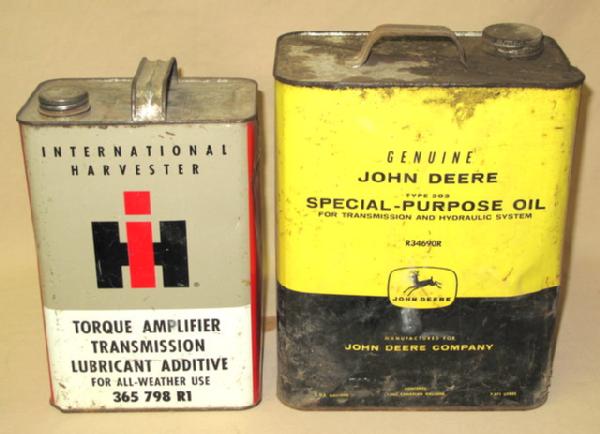 INTERNATIONAL
HARVESTER
IH
TORQUE AMPLIFIER
TRANSMISSION
LUBRICANT ADDITIVE
FOR ALL-WEATHER USE
365 798 R1
GENUINE
JOHN DEERE
TYPE 303
SPECIAL-PURPOSE OIL
FOR TRANSMISSION AND HYDRAULIC SYSTEM
R34690R
JOHN DEERE
MANUFACTURED FOR
JOHN DEERE COMPANY